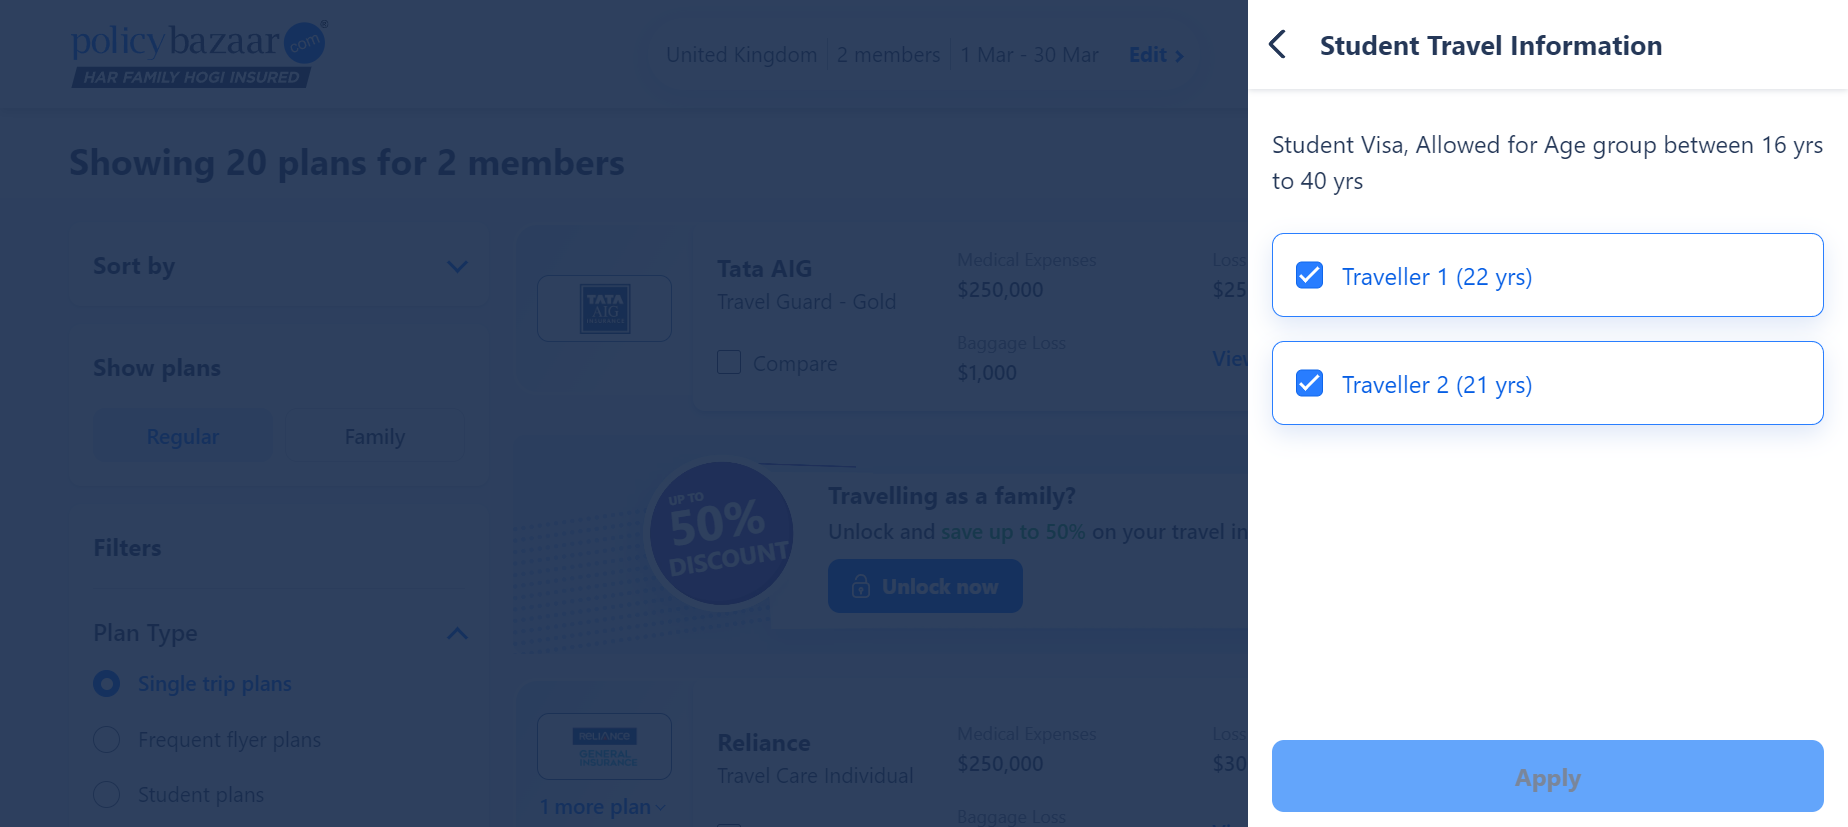 policybazaar.com®
HAR FAMILY HOGI INSURED
United Kingdom 2 members 1 Mar - 30 Mar Edit
Showing 20 plans for 2 members
Sort by
Show plans
Regular Family
Filters
Plan Type
Single trip plans
Frequent flyer plans
Student plans
TATA
AIG
INSURANCE
Tata AIG
Travel Guard - Gold
Compare
Medical Expenses
$250,000
Baggage Loss
$1,000
Loss
$25
View
UP TO
50%
DISCOUNT
Travelling as a family?
Unlock and save up to 50% on your travel in
Unlock now
RELIANCE
GENERAL
INSURANCE
1 more plan
Reliance
Travel Care Individual
Medical Expenses
$250,000
Baggage Loss
Loss
$30
Student Travel Information
Student Visa, Allowed for Age group between 16 yrs
to 40 yrs
Traveller 1 (22 yrs)
Traveller 2 (21 yrs)
Apply